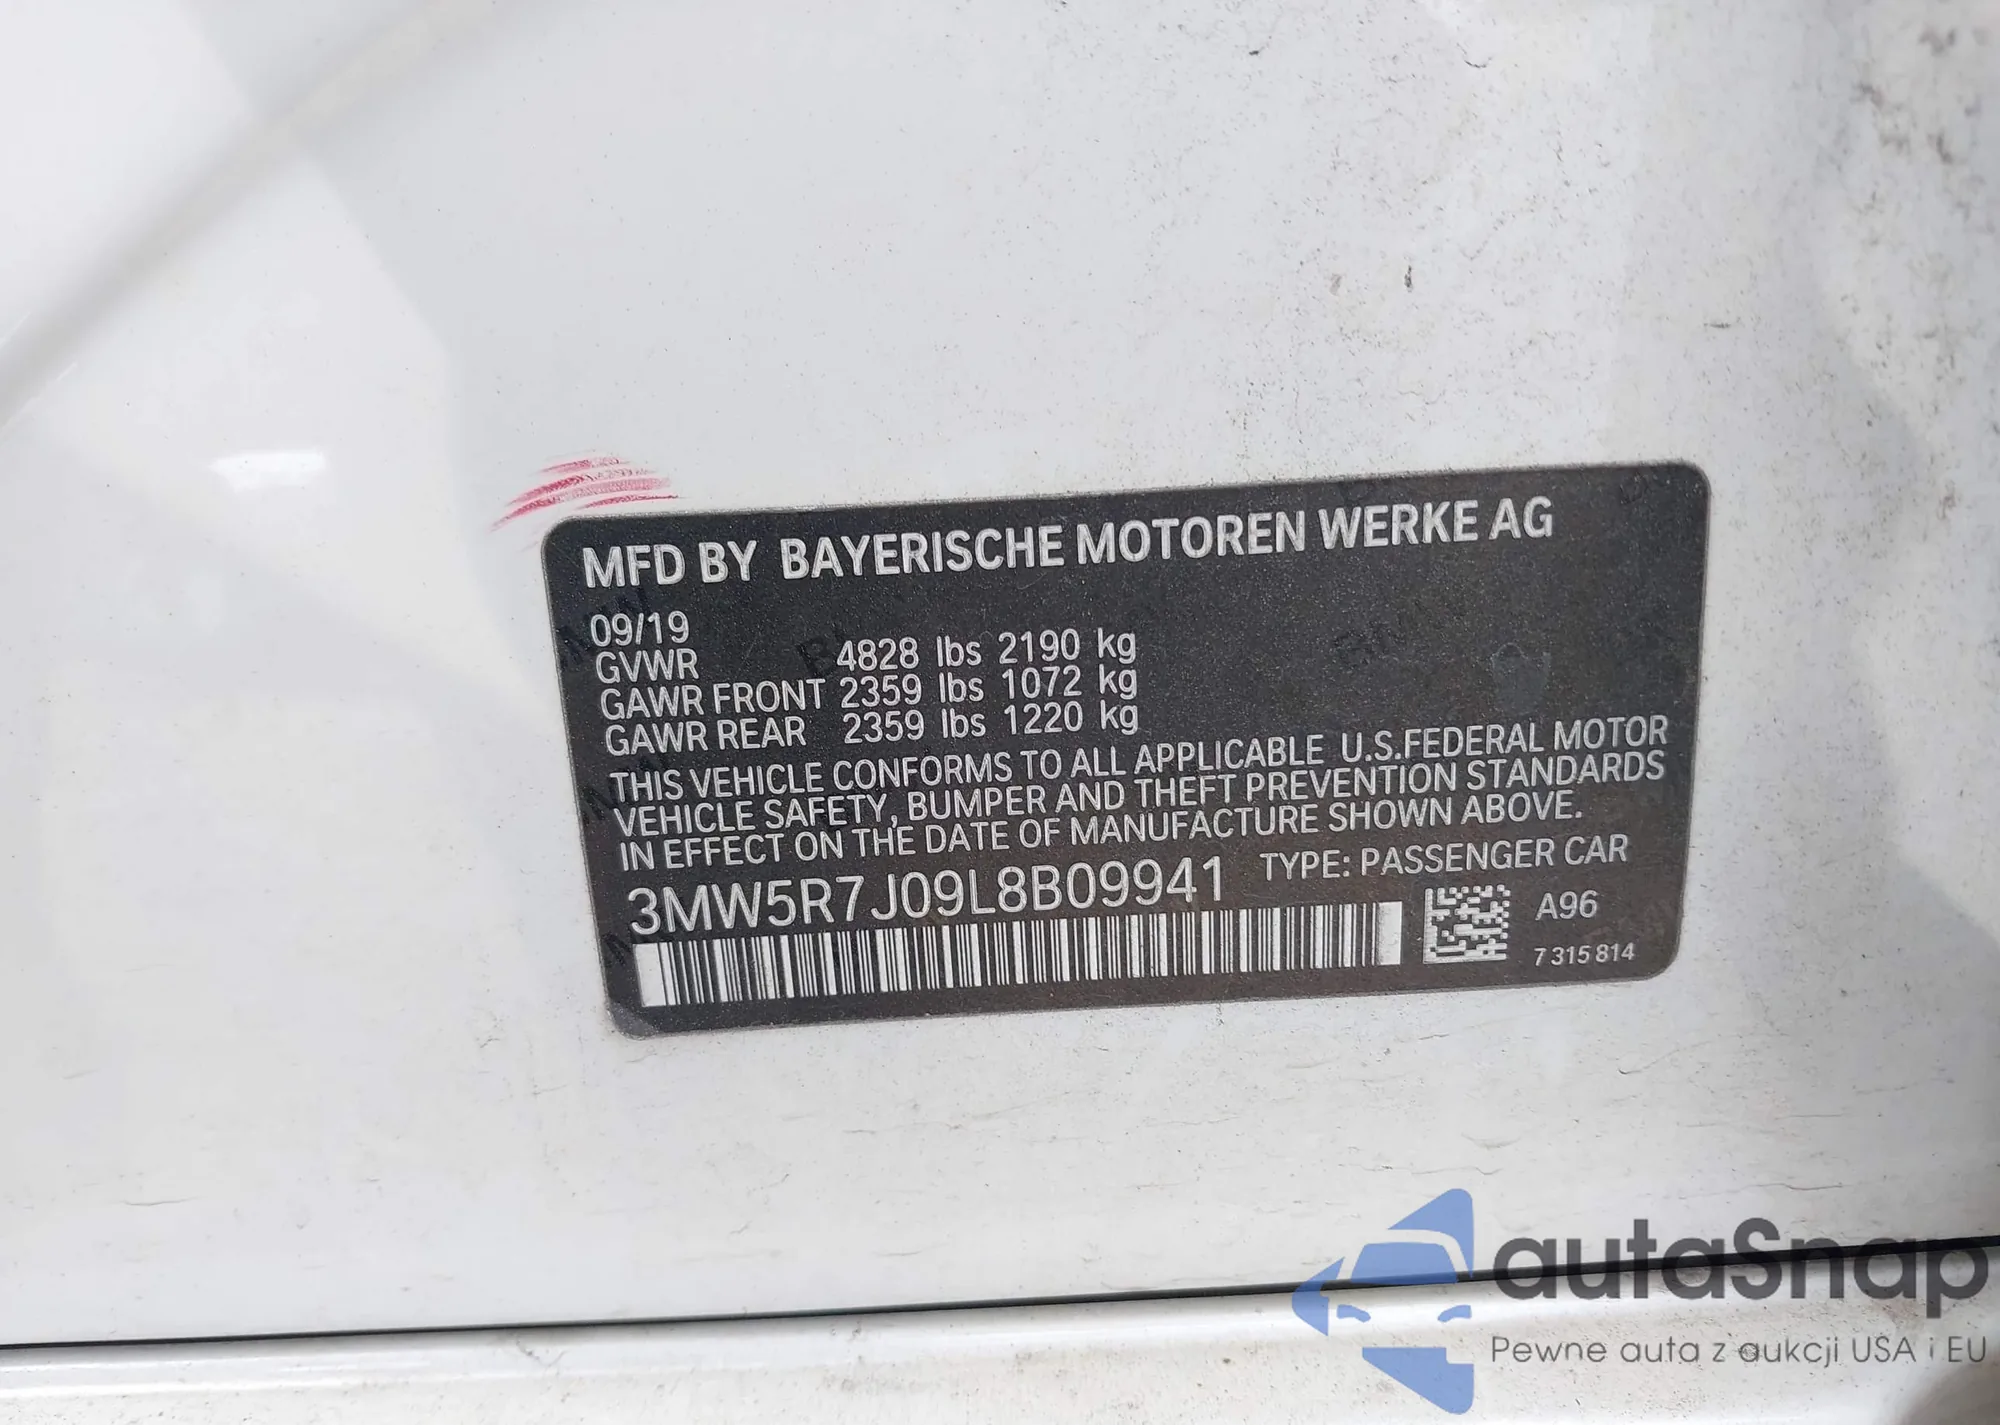 MFD BY BAYERISCHE MOTOREN WERKE AG
09/19
GVWR 4828 lbs 2190 kg
GAWR FRONT 2359 lbs 1072 kg
GAWR REAR 2359 lbs 1220 kg
THIS VEHICLE CONFORMS TO ALL APPLICABLE U.S.FEDERAL MOTOR
VEHICLE SAFETY, BUMPER AND THEFT PREVENTION STANDARDS
IN EFFECT ON THE DATE OF MANUFACTURE SHOWN ABOVE.
3MW5R7J09L8B09941 TYPE: PASSENGER CAR
A96
7 315 814
autaSnap
Pewne auta z aukcji USA i EU